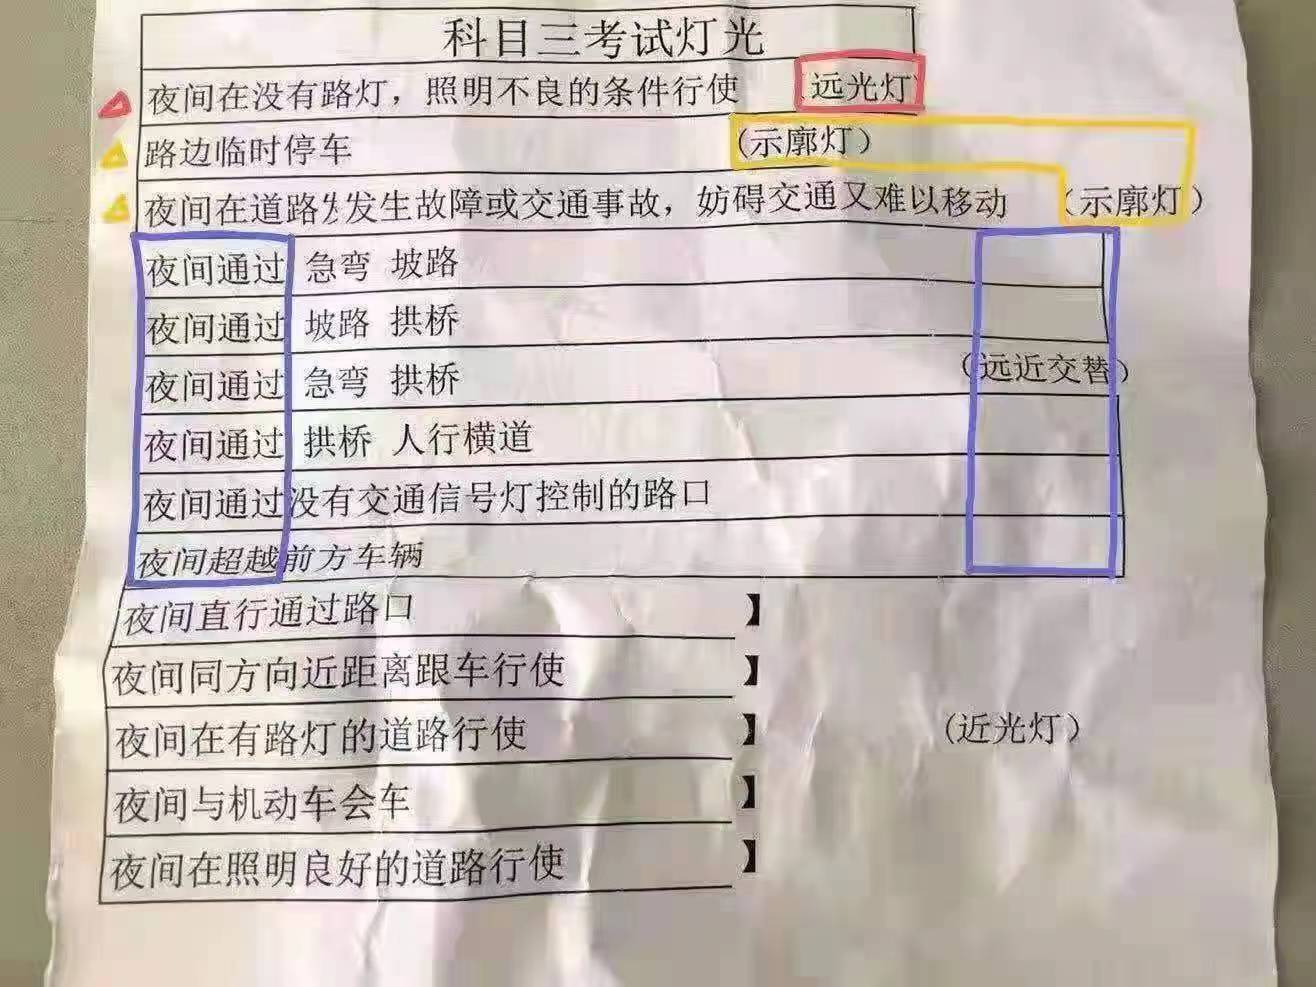 科目三考试灯光
夜间在没有路灯，照明不良的条件行使 （远光灯）
路边临时停车 (示廓灯）
夜间在道路发发生故障或交通事故，妨碍交通又难以移动 （示廓灯）
夜间通过 急弯 坡路
夜间通过 坡路 拱桥
夜间通过 急弯 拱桥 （远近交替）
夜间通过 拱桥 人行横道
夜间通过没有交通信号灯控制的路口
夜间超越前方车辆
夜间直行通过路口 】
夜间同方向近距离跟车行使 】
夜间在有路灯的道路行使 】 (近光灯）
夜间与机动车会车 】
夜间在照明良好的道路行使 】